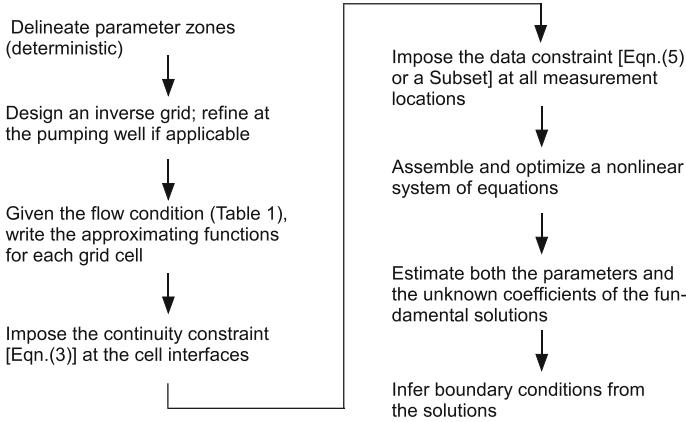 Delineate parameter zones
(deterministic)
Design an inverse grid; refine at
the pumping well if applicable
Given the flow condition (Table 1),
write the approximating functions
for each grid cell
Impose the continuity constraint
[Eqn.(3)] at the cell interfaces
Impose the data constraint [Eqn.(5)
or a Subset] at all measurement
locations
Assemble and optimize a nonlinear
system of equations
Estimate both the parameters and
the unknown coefficients of the fun-
damental solutions
Infer boundary conditions from
the solutions